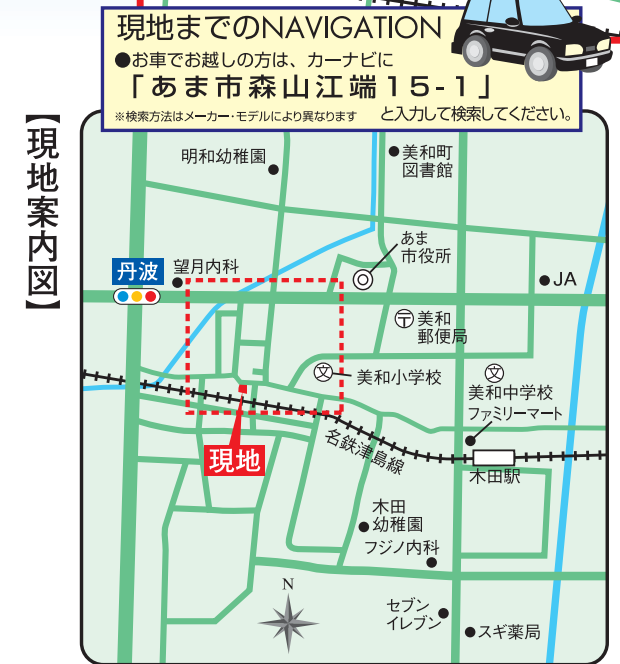 現地までのNAVIGATION
●お車でお越しの方は、カーナビに
「あま市森山江端15-1」
※検索方法はメーカー・モデルにより異なります と入力して検索してください。
【現地案内図】
明和幼稚園
美和町
図書館
あま
市役所
丹波
望月内科
JA
〒
美和
郵便局
文
美和小学校
文
美和中学校
ファミリーマート
現地
名鉄津島線
木田駅
木田
幼稚園
フジノ内科
N
セブン
イレブン
スギ薬局